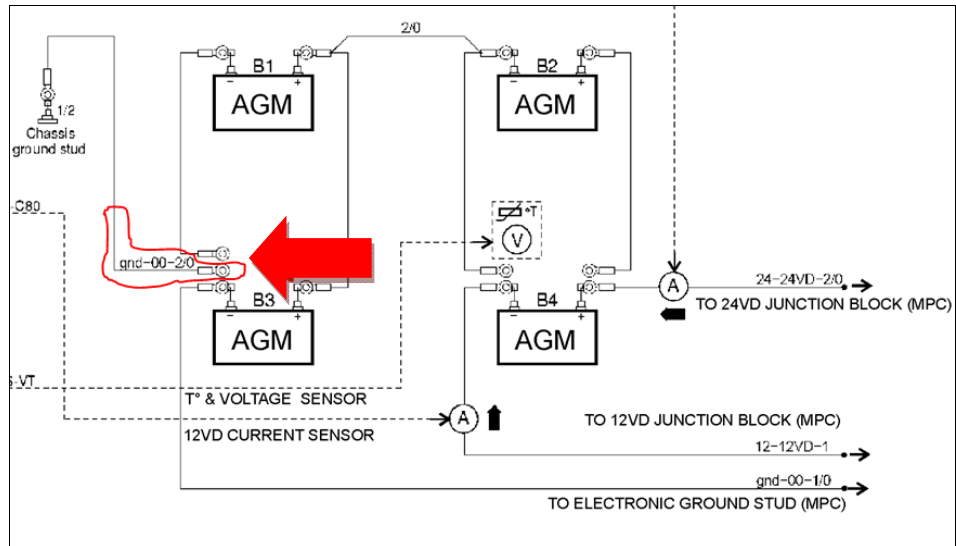 2/0
B1
B2
AGM
AGM
1/2
Chassis
ground stud
-C80
°T
V
gnd-00-2/0
24-24VD-2/0
A
TO 24VD JUNCTION BLOCK (MPC)
B3
B4
AGM
AGM
S-VT
T° & VOLTAGE SENSOR
A
12VD CURRENT SENSOR
TO 12VD JUNCTION BLOCK (MPC)
12-12VD-1
gnd-00-1/0
TO ELECTRONIC GROUND STUD (MPC)